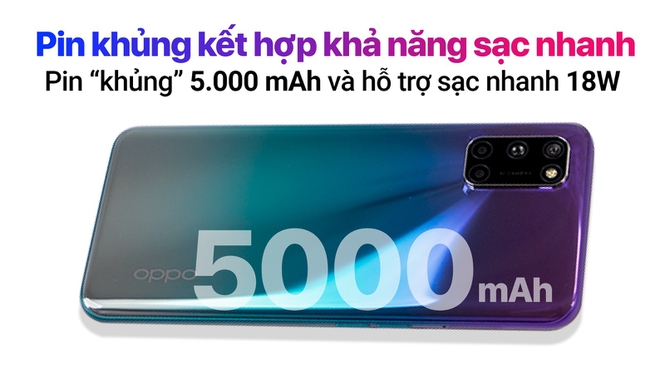 Pin khủng kết hợp khả năng sạc nhanh
Pin “khủng” 5.000 mAh và hỗ trợ sạc nhanh 18W
oppo
5000 mAh